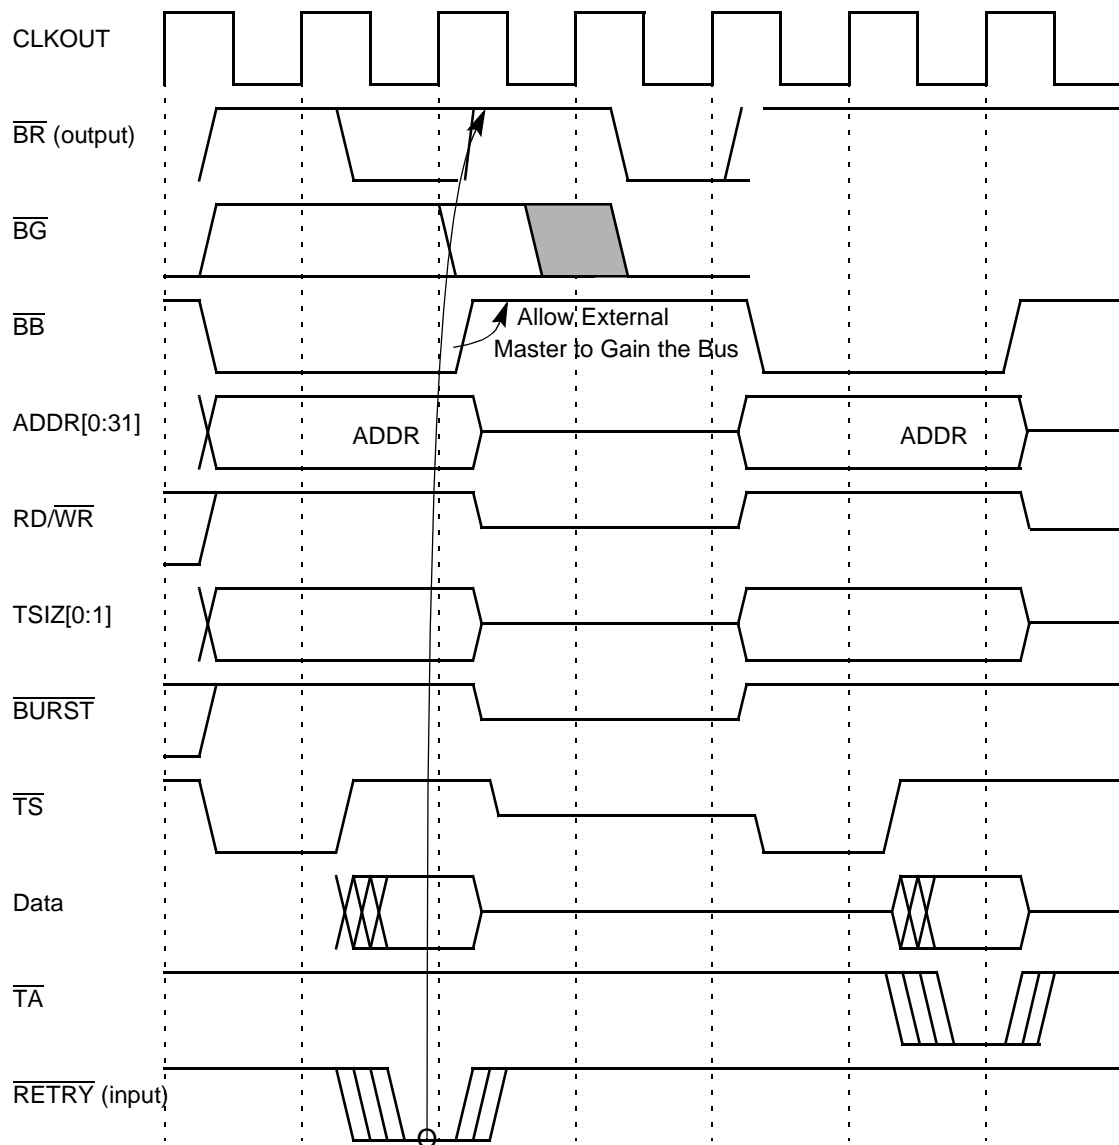 CLKOUT
BR (output)
BG
BB
Allow External
Master to Gain the Bus
ADDR[0:31]
ADDR
ADDR
RD/WR
TSIZ[0:1]
BURST
TS
Data
TA
RETRY (input)